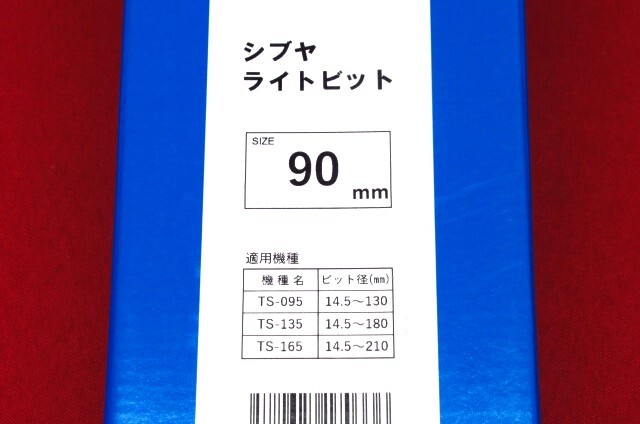 シブヤ
ライトビット
SIZE
90 mm
適用機種
機種名 ビット径(㎜)
TS-095 14.5～130
TS-135 14.5～180
TS-165 14.5～210